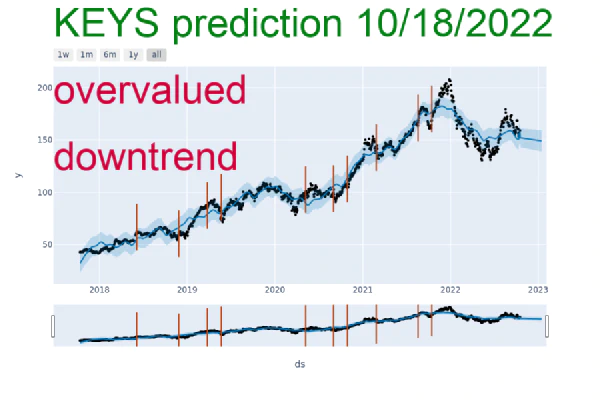 KEYS prediction 10/18/2022
1w 1m 6m 1y all
overvalued
downtrend
200
150
100
50
y
2018 2019 2020 2021 2022 2023
ds